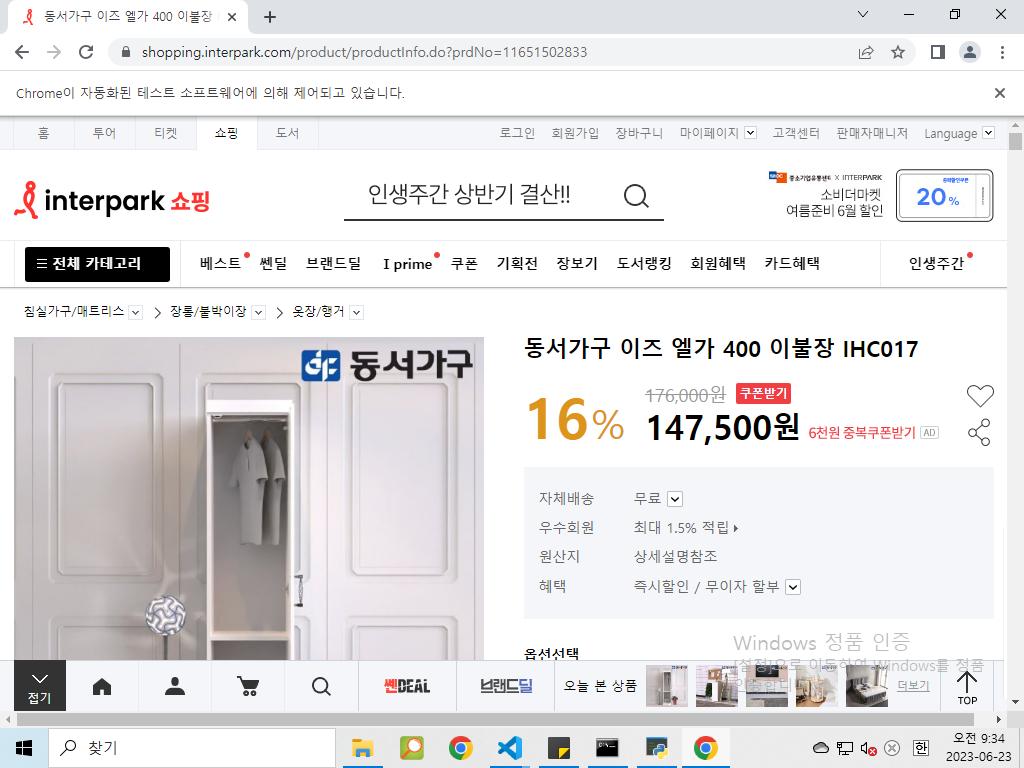 동서가구 이즈 엘가 400 이불장
shopping.interpark.com/product/productInfo.do?prdNo=11651502833
Chrome이 자동화된 테스트 소프트웨어에 의해 제어되고 있습니다.
홈 투어 티켓 쇼핑 도서 로그인 회원가입 장바구니 마이페이지 고객센터 판매자매니저 Language
interpark 쇼핑
인생주간 상반기 결산!!
중소기업유통센터 X INTERPARK
소비더마켓
여름준비 6월 할인
20%
전체 카테고리 베스트 쎈딜 브랜드딜 I prime 쿠폰 기획전 장보기 도서랭킹 회원혜택 카드혜택 인생주간
침실가구/매트리스 장롱/붙박이장 옷장/행거
동서가구
동서가구 이즈 엘가 400 이불장 IHC017
16%
176,000원 쿠폰받기
147,500원 6천원 중복쿠폰받기 AD
자체배송 무료
우수회원 최대 1.5% 적립
원산지 상세설명참조
혜택 즉시할인 / 무이자 할부
옵션선택
Windows 정품 인증
[설정]으로 이동하여 Windows를 정품
접기
쎈DEAL
브랜드딜
오늘 본 상품
더보기
TOP
찾기
한
오전 9:34
2023-06-23